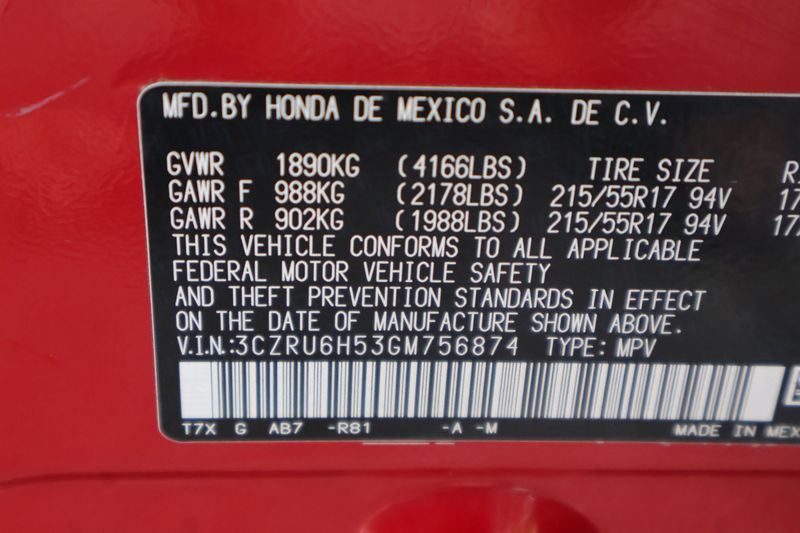 MFD.BY HONDA DE MEXICO S.A. DE C.V.
GVWR 1890KG (4166LBS) TIRE SIZE
GAWR F 988KG (2178LBS) 215/55R17 94V
GAWR R 902KG (1988LBS) 215/55R17 94V
THIS VEHICLE CONFORMS TO ALL APPLICABLE
FEDERAL MOTOR VEHICLE SAFETY
AND THEFT PREVENTION STANDARDS IN EFFECT
ON THE DATE OF MANUFACTURE SHOWN ABOVE.
V.I.N.:3CZRU6H53GM756874 TYPE: MPV
T7X G AB7 -R81 -A -M MADE IN MEX